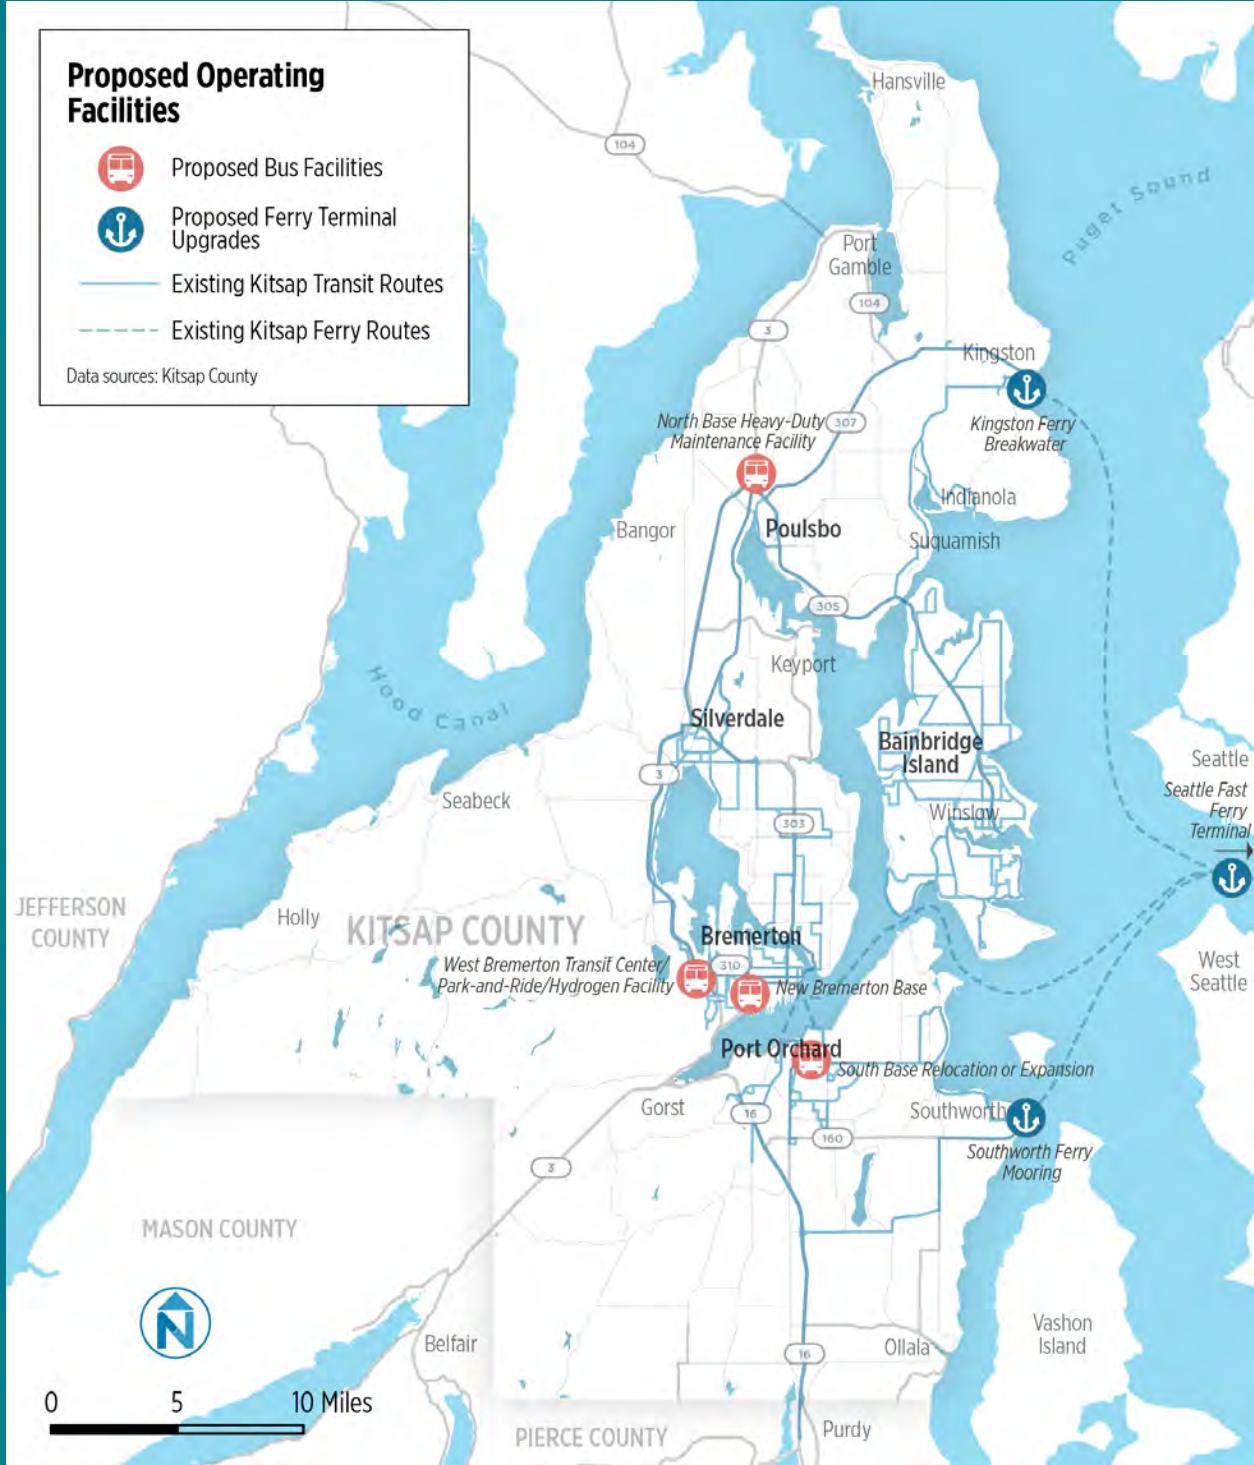 Proposed Operating
Facilities
Proposed Bus Facilities
Proposed Ferry Terminal
Upgrades
Existing Kitsap Transit Routes
Existing Kitsap Ferry Routes
Data sources: Kitsap County
Hansville
104
Puget Sound
Port
Gamble
104
3
Kingston
North Base Heavy-Duty
Maintenance Facility
307
Kingston Ferry
Breakwater
Indianola
Bangor
Poulsbo
Suquamish
305
Keyport
Hood Canal
Silverdale
Bainbridge
Island
Seattle
3
Seabeck
Seattle Fast
Ferry
Terminal
303
Winslow
JEFFERSON
COUNTY
Holly
KITSAP COUNTY
Bremerton
West Bremerton Transit Center/
Park-and-Ride/Hydrogen Facility
310
New Bremerton Base
West
Seattle
Port Orchard
South Base Relocation or Expansion
Gorst
16
Southworth
160
Southworth Ferry
Mooring
3
MASON COUNTY
N
Vashon
Island
Belfair
16
Ollala
0 5 10 Miles
PIERCE COUNTY
Purdy